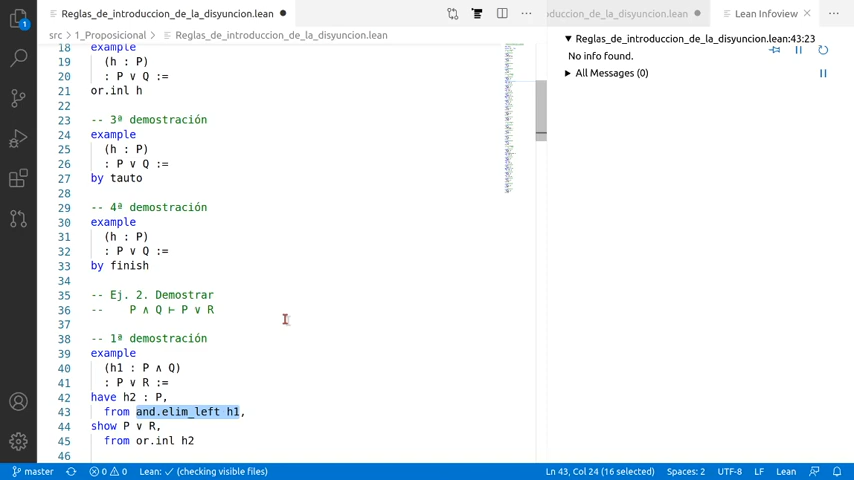 Reglas_de_introduccion_de_la_disyuncion.lean
duccion_de_la_disyuncion.lean
Lean Infoview
src > 1_Proposicional > Reglas_de_introduccion_de_la_disyuncion.lean
18 example
19 (h : P)
20 : P ∨ Q :=
21 or.inl h
22
23 -- 3ª demostración
24 example
25 (h : P)
26 : P ∨ Q :=
27 by tauto
28
29 -- 4ª demostración
30 example
31 (h : P)
32 : P ∨ Q :=
33 by finish
34
35 -- Ej. 2. Demostrar
36 -- P ∧ Q ⊢ P ∨ R
37
38 -- 1ª demostración
39 example
40 (h1 : P ∧ Q)
41 : P ∨ R :=
42 have h2 : P,
43 from and.elim_left h1,
44 show P ∨ R,
45 from or.inl h2
46
Reglas_de_introduccion_de_la_disyuncion.lean:43:23
No info found.
All Messages (0)
1
master 0 0 Lean: ✓ (checking visible files) Ln 43, Col 24 (16 selected) Spaces: 2 UTF-8 LF Lean